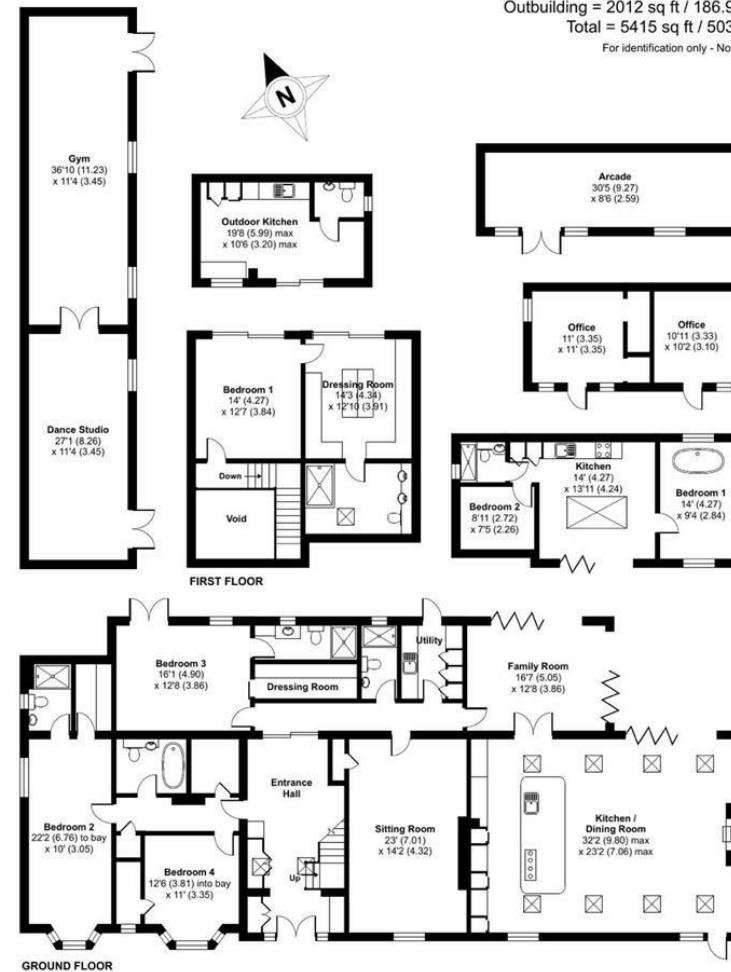 Outbuilding = 2012 sq ft / 186.9
Total = 5415 sq ft / 503
For identification only - No
N
Gym
36'10 (11.23)
x 11'4 (3.45)
Outdoor Kitchen
19'8 (5.99) max
x 10'6 (3.20) max
Arcade
30'5 (9.27)
x 8'6 (2.59)
Office
11' (3.35)
x 11' (3.35)
Office
10'11 (3.33)
x 10'2 (3.10)
Dance Studio
27'1 (8.26)
x 11'4 (3.45)
Bedroom 1
14' (4.27)
x 12'7 (3.84)
Dressing Room
14'3 (4.34)
x 12'10 (3.91)
Down
Void
Kitchen
14' (4.27)
x 13'11 (4.24)
Bedroom 2
8'11 (2.72)
x 7'5 (2.26)
Bedroom 1
14' (4.27)
x 9'4 (2.84)
FIRST FLOOR
Bedroom 3
16'1 (4.90)
x 12'8 (3.86)
Dressing Room
Utility
Family Room
16'7 (5.05)
x 12'8 (3.86)
Bedroom 2
22'2 (6.76) to bay
x 10' (3.05)
Bedroom 4
12'6 (3.81) into bay
x 11' (3.35)
Entrance
Hall
Up
Sitting Room
23' (7.01)
x 14'2 (4.32)
Kitchen /
Dining Room
32'2 (9.80) max
x 23'2 (7.06) max
GROUND FLOOR